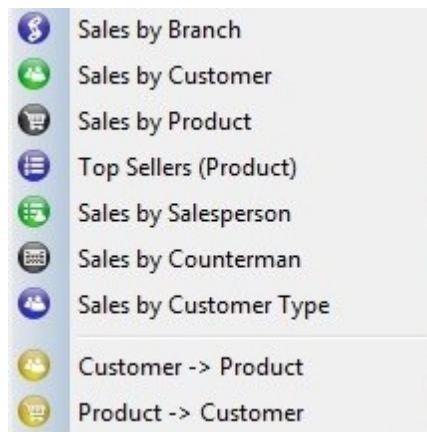 Sales by Branch
Sales by Customer
Sales by Product
Top Sellers (Product)
Sales by Salesperson
Sales by Counterman
Sales by Customer Type
Customer -> Product
Product -> Customer